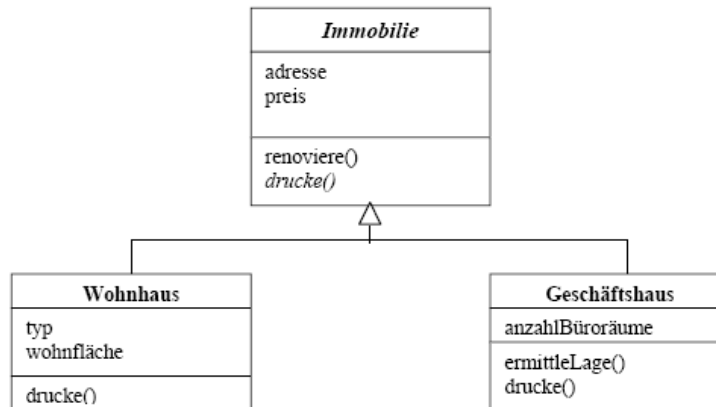 Immobilie
adresse
preis
renoviere()
drucke()
Wohnhaus
typ
wohnfläche
drucke()
Geschäftshaus
anzahlBüroräume
ermittleLage()
drucke()